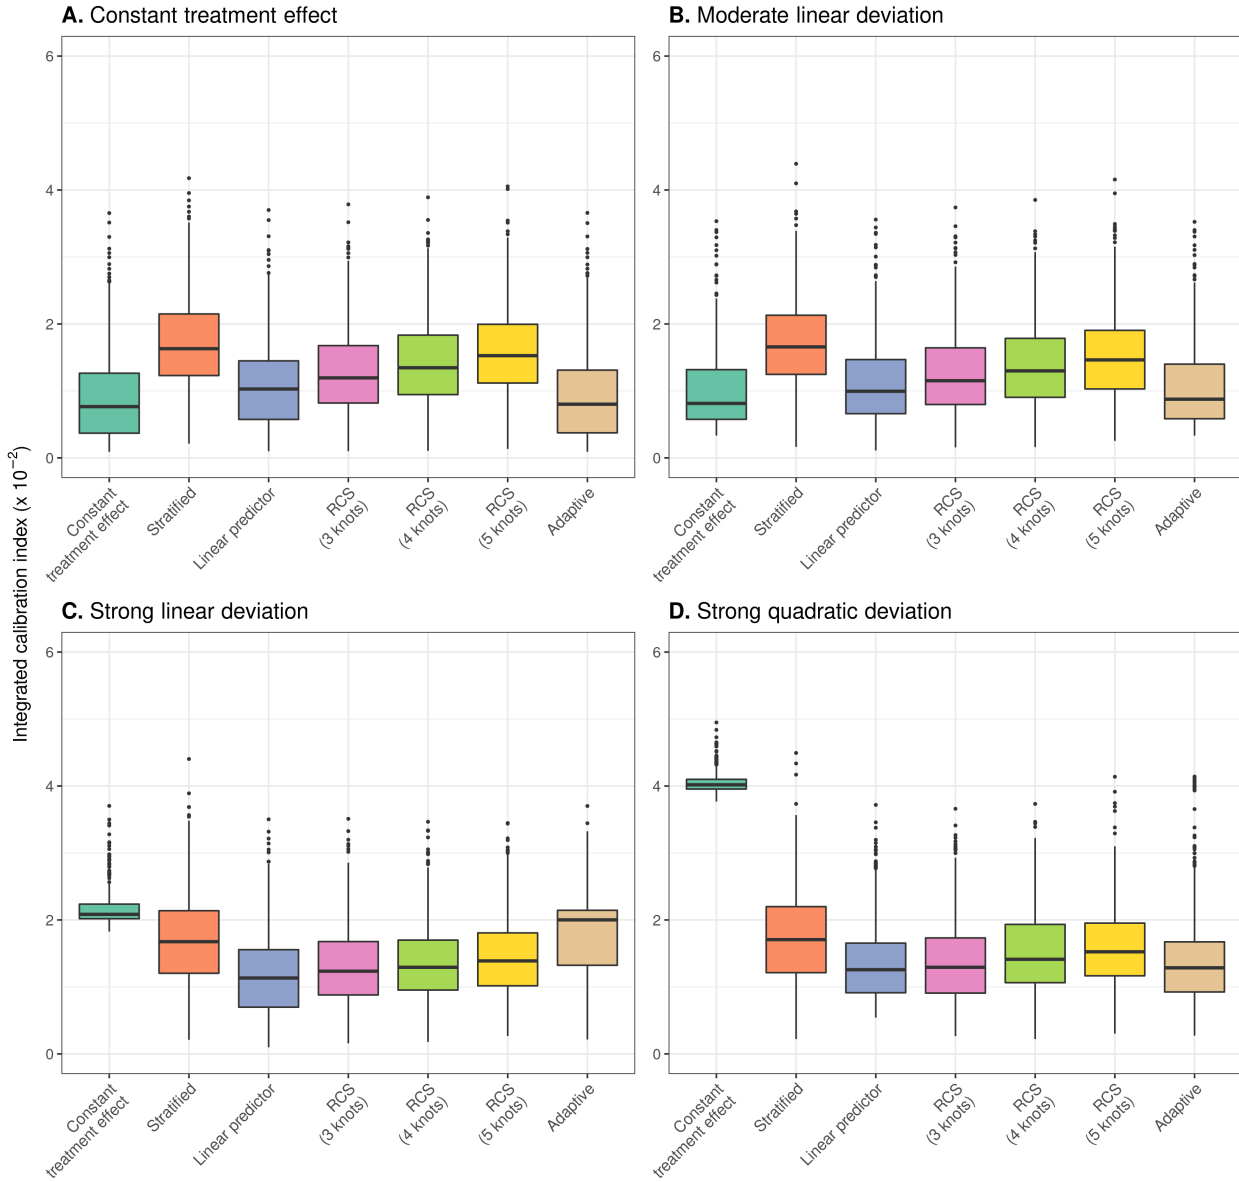 A. Constant treatment effect
B. Moderate linear deviation
6
4
2
0
6
4
2
0
Constant
treatment effect
Stratified
Linear predictor
RCS
(3 knots)
RCS
(4 knots)
RCS
(5 knots)
Adaptive
Constant
treatment effect
Stratified
Linear predictor
RCS
(3 knots)
RCS
(4 knots)
RCS
(5 knots)
Adaptive
Integrated calibration index (x 10⁻²)
C. Strong linear deviation
D. Strong quadratic deviation
6
4
2
0
6
4
2
0
Constant
treatment effect
Stratified
Linear predictor
RCS
(3 knots)
RCS
(4 knots)
RCS
(5 knots)
Adaptive
Constant
treatment effect
Stratified
Linear predictor
RCS
(3 knots)
RCS
(4 knots)
RCS
(5 knots)
Adaptive